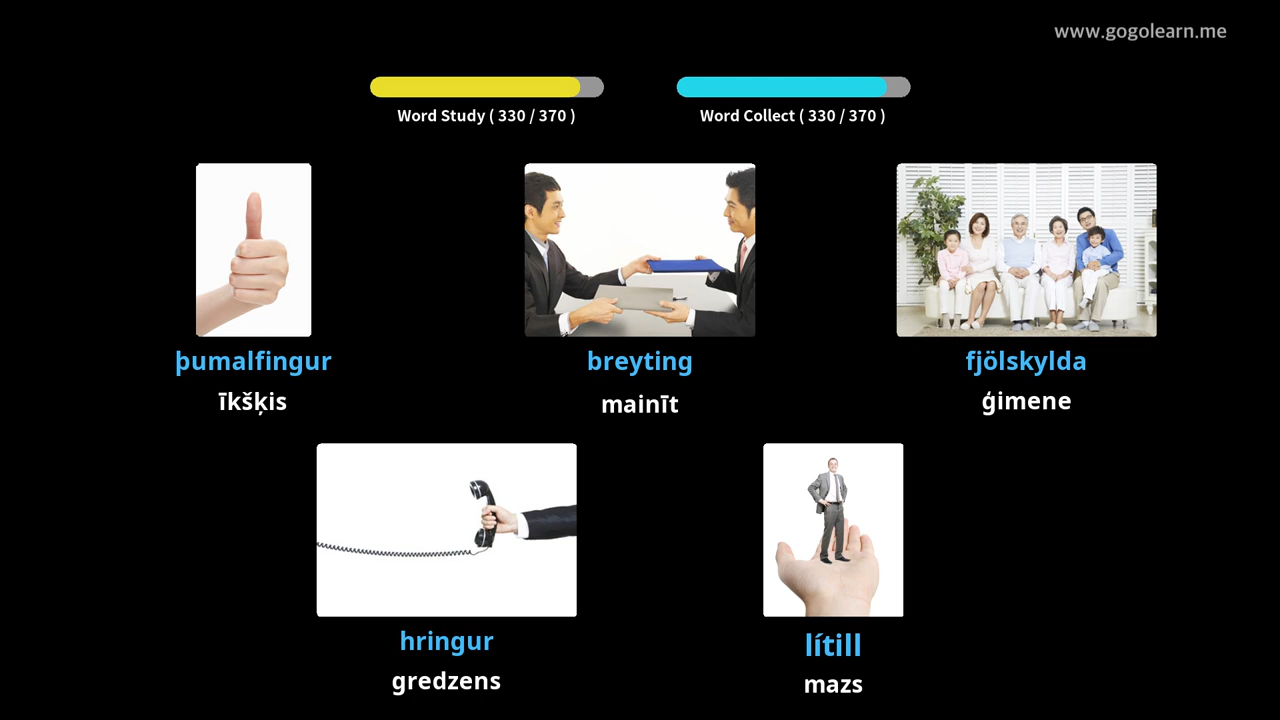 www.gogolearn.me
Word Study ( 330 / 370 )
Word Collect ( 330 / 370 )
þumalfingur
īkšķis
breyting
mainīt
fjölskylda
ģimene
hringur
gredzens
lítill
mazs